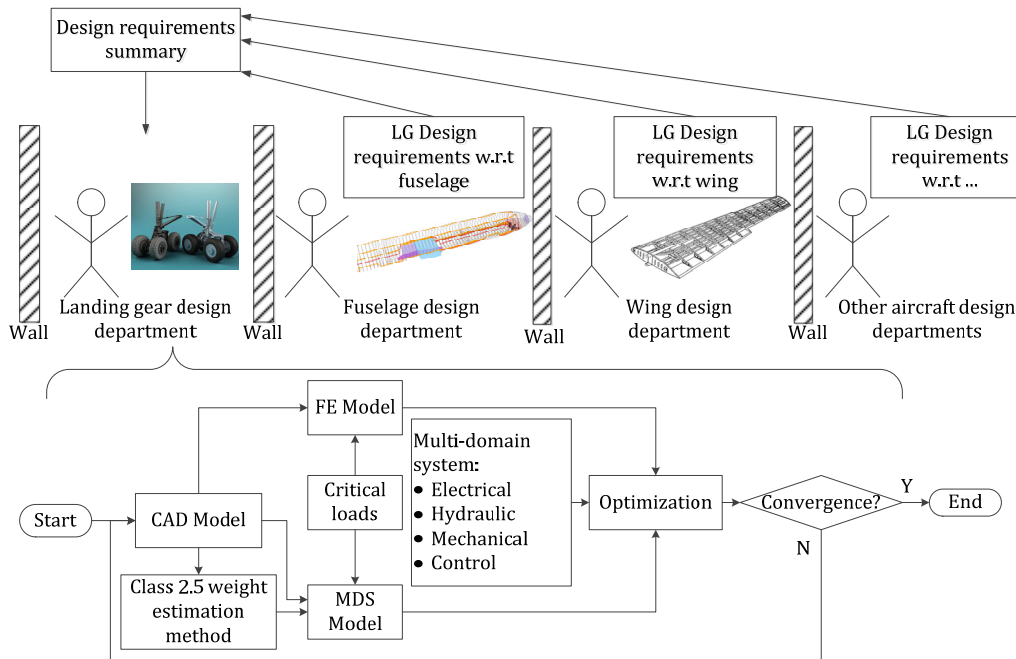 Design requirements
summary
LG Design
requirements w.r.t
fuselage
LG Design
requirements
w.r.t wing
LG Design
requirements
w.r.t ...
Landing gear design
department
Fuselage design
department
Wing design
department
Other aircraft design
departments
Wall
Wall
Wall
Wall
FE Model
Multi-domain
system:
● Electrical
● Hydraulic
● Mechanical
● Control
Critical
loads
Start
CAD Model
Optimization
Convergence?
Y
End
N
Class 2.5 weight
estimation
method
MDS
Model